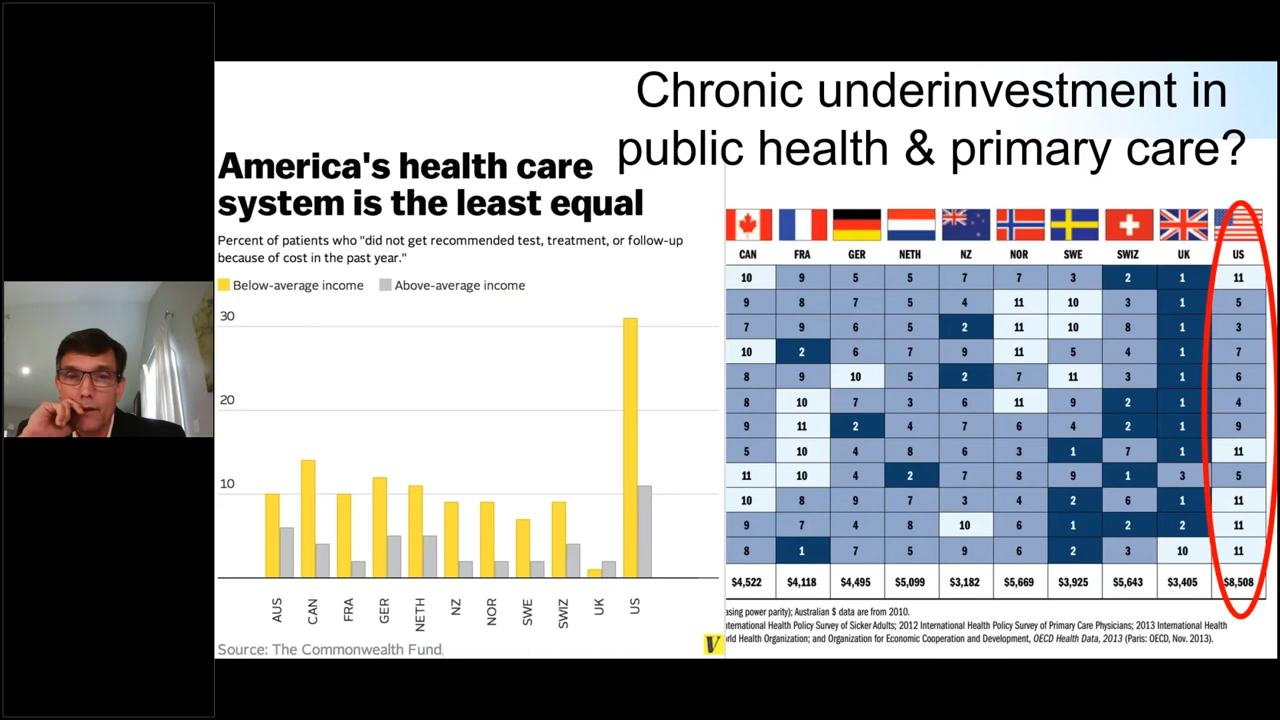 Chronic underinvestment in
public health & primary care?
America's health care
system is the least equal
Percent of patients who "did not get recommended test, treatment, or follow-up
because of cost in the past year."
Below-average income Above-average income
30
20
10
AUS CAN FRA GER NETH NZ NOR SWE SWIZ UK US
Source: The Commonwealth Fund
V
CAN FRA GER NETH NZ NOR SWE SWIZ UK US
10 9 5 5 7 7 3 2 1 11
9 8 7 5 4 11 10 3 1 5
7 9 6 5 2 11 10 8 1 3
10 2 6 7 9 11 5 4 1 7
8 9 10 5 2 7 11 3 1 6
8 10 7 3 6 11 9 2 1 4
9 11 2 4 7 6 4 2 1 9
5 10 4 8 6 3 1 7 1 11
11 10 4 2 7 8 9 1 3 5
10 8 9 7 3 4 2 6 1 11
9 7 4 8 10 6 1 2 2 11
8 1 7 5 9 6 2 3 10 11
$4,522 $4,118 $4,495 $5,099 $3,182 $5,669 $3,925 $5,643 $3,405 $8,508
asing power parity); Australian $ data are from 2010.
nternational Health Policy Survey of Sicker Adults; 2012 International Health Policy Survey of Primary Care Physicians; 2013 International Health
rld Health Organization; and Organization for Economic Cooperation and Development, OECD Health Data, 2013 (Paris: OECD, Nov. 2013).